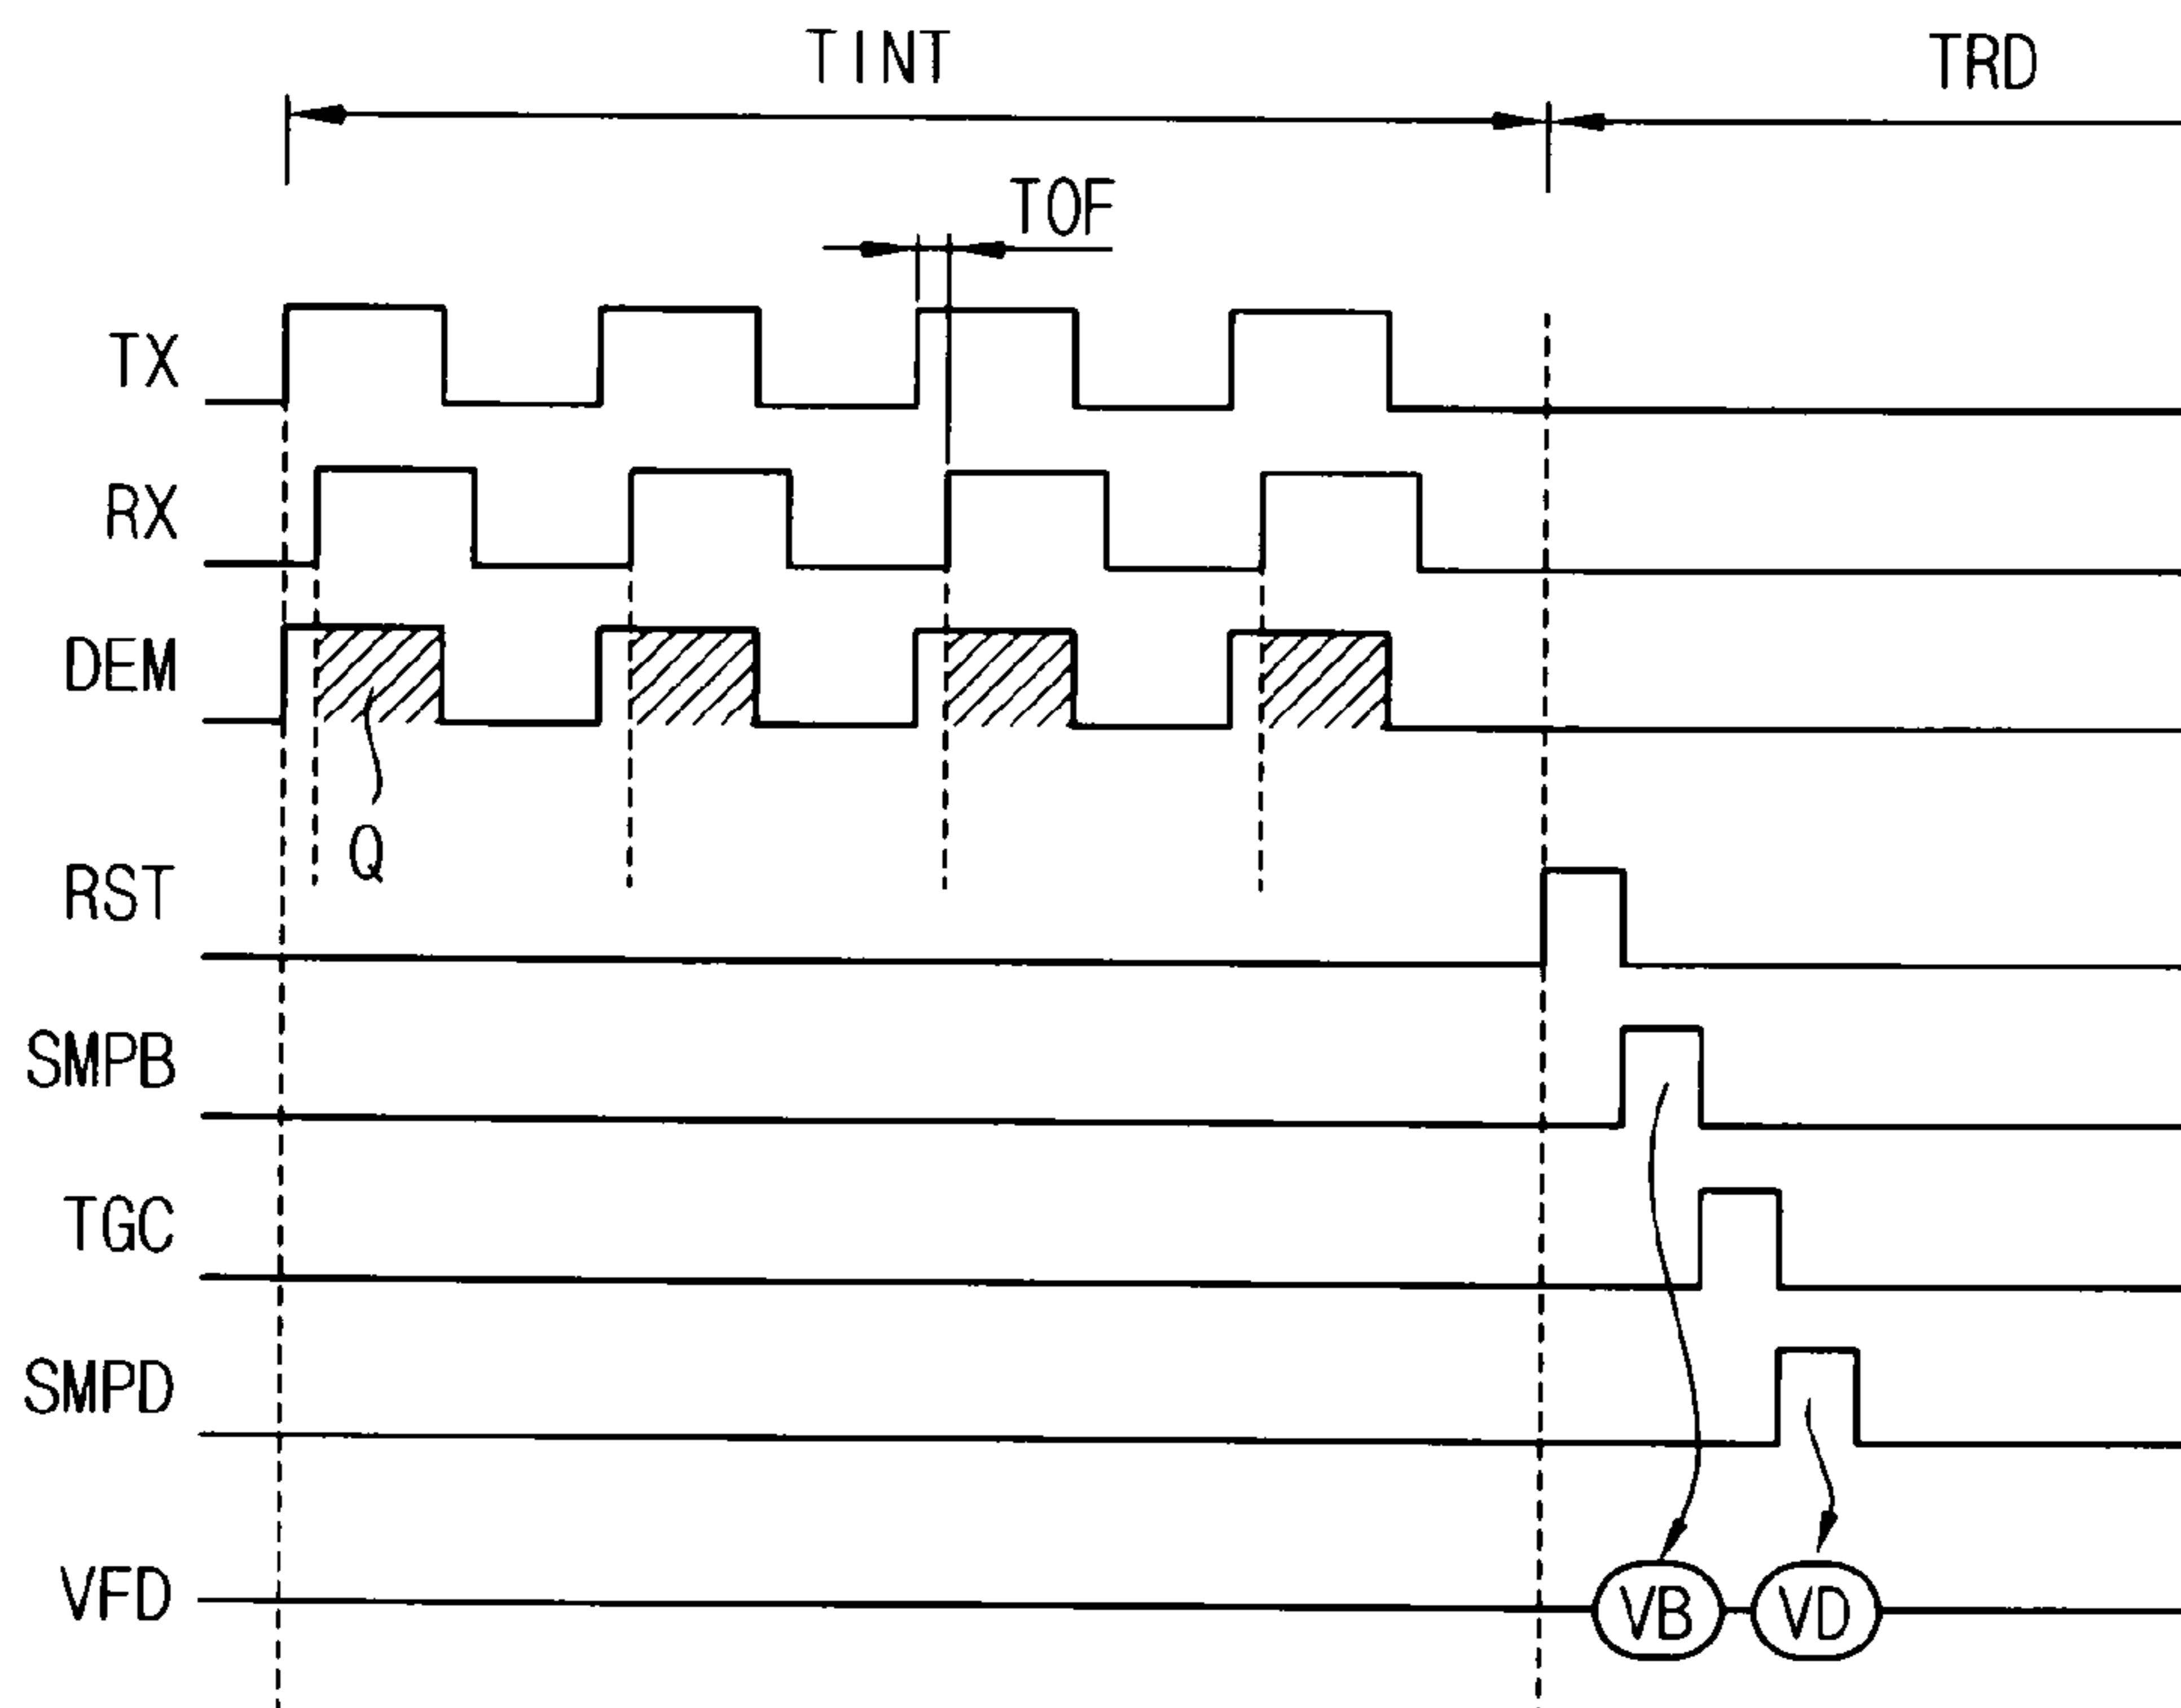 TINT
TRD
TOF
TX
RX
DEM
Q
RST
SMPB
TGC
SMPD
VFD
VB
VD